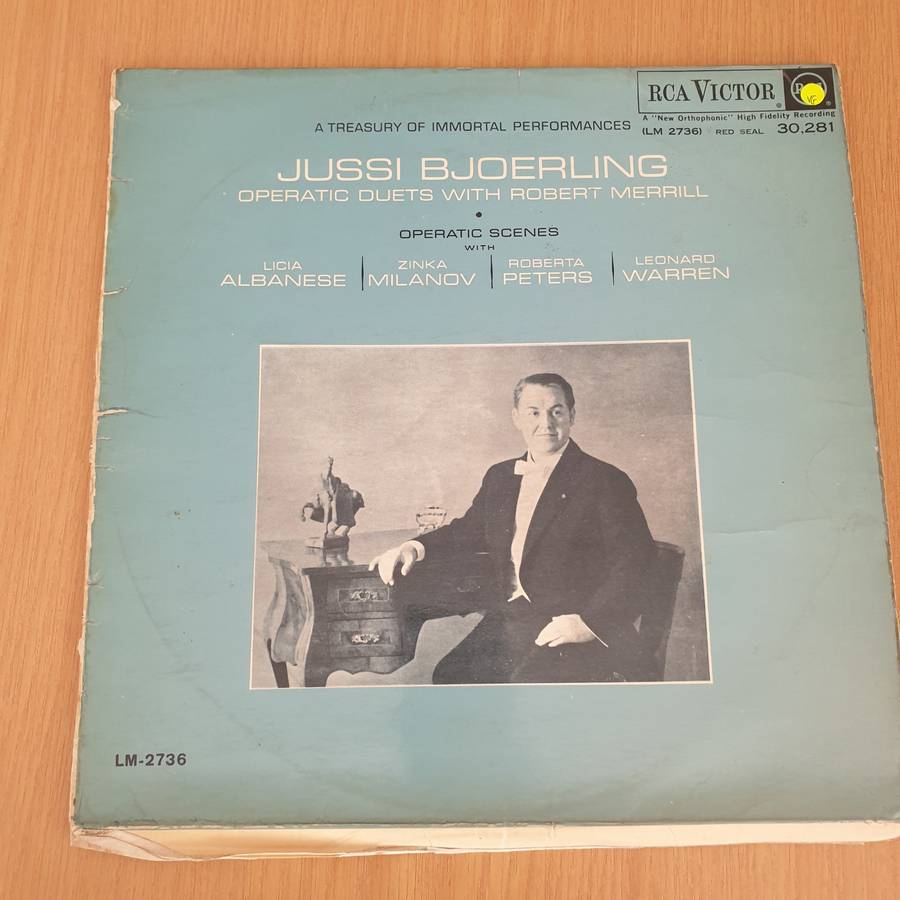 RCA VICTOR
VG
A "New Orthophonic" High Fidelity Recording
A TREASURY OF IMMORTAL PERFORMANCES
(LM 2736) RED SEAL 30,281
JUSSI BJOERLING
OPERATIC DUETS WITH ROBERT MERRILL
OPERATIC SCENES
WITH
LICIA ALBANESE
ZINKA MILANOV
ROBERTA PETERS
LEONARD WARREN
LM-2736